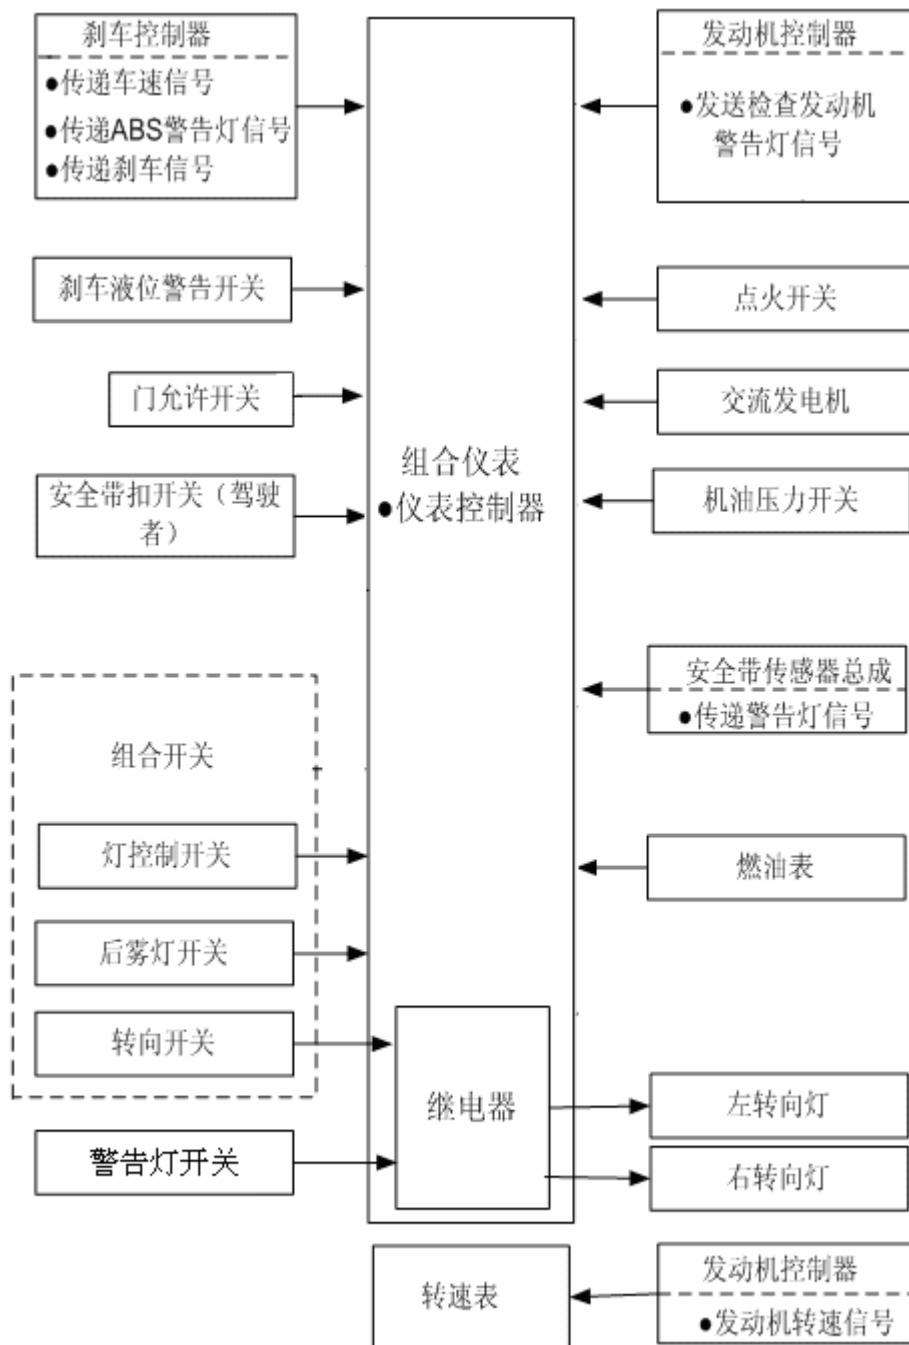 刹车控制器
●传递车速信号
●传递ABS警告灯信号
●传递刹车信号
刹车液位警告开关
门允许开关
安全带扣开关（驾驶
者）
组合开关
灯控制开关
后雾灯开关
转向开关
警告灯开关
组合仪表
●仪表控制器
继电器
转速表
发动机控制器
●发送检查发动机
警告灯信号
点火开关
交流发电机
机油压力开关
安全带传感器总成
●传递警告灯信号
燃油表
左转向灯
右转向灯
发动机控制器
●发动机转速信号